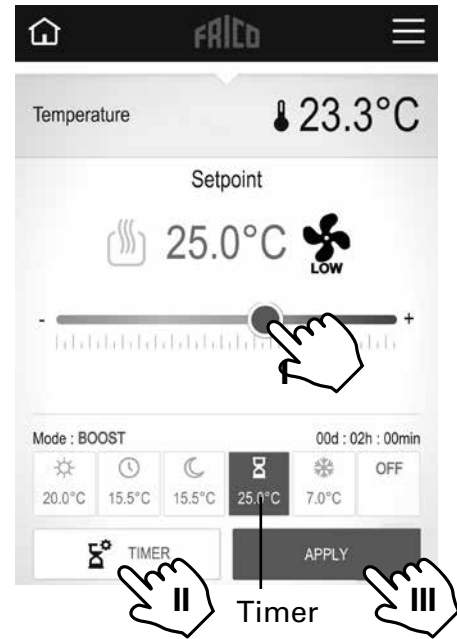 FRICO
Temperature 23.3°C
Setpoint
25.0°C LOW
- +
I
Mode : BOOST 00d : 02h : 00min
20.0°C 15.5°C 15.5°C 25.0°C 7.0°C OFF
TIMER APPLY
II Timer III